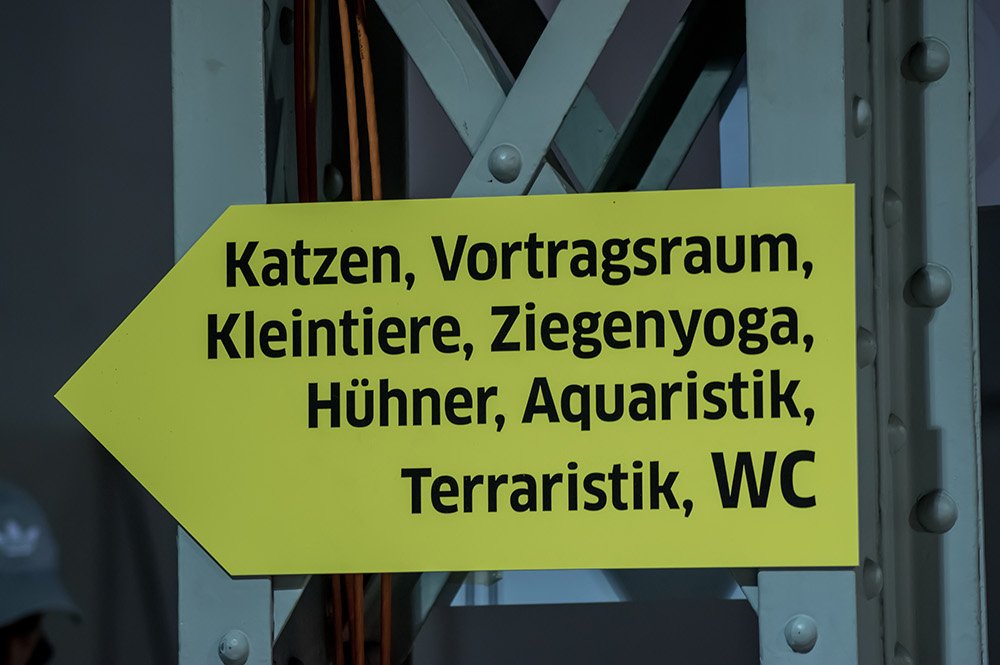 Katzen, Vortragsraum,
Kleintiere, Ziegenyoga,
Hühner, Aquaristik,
Terraristik, WC